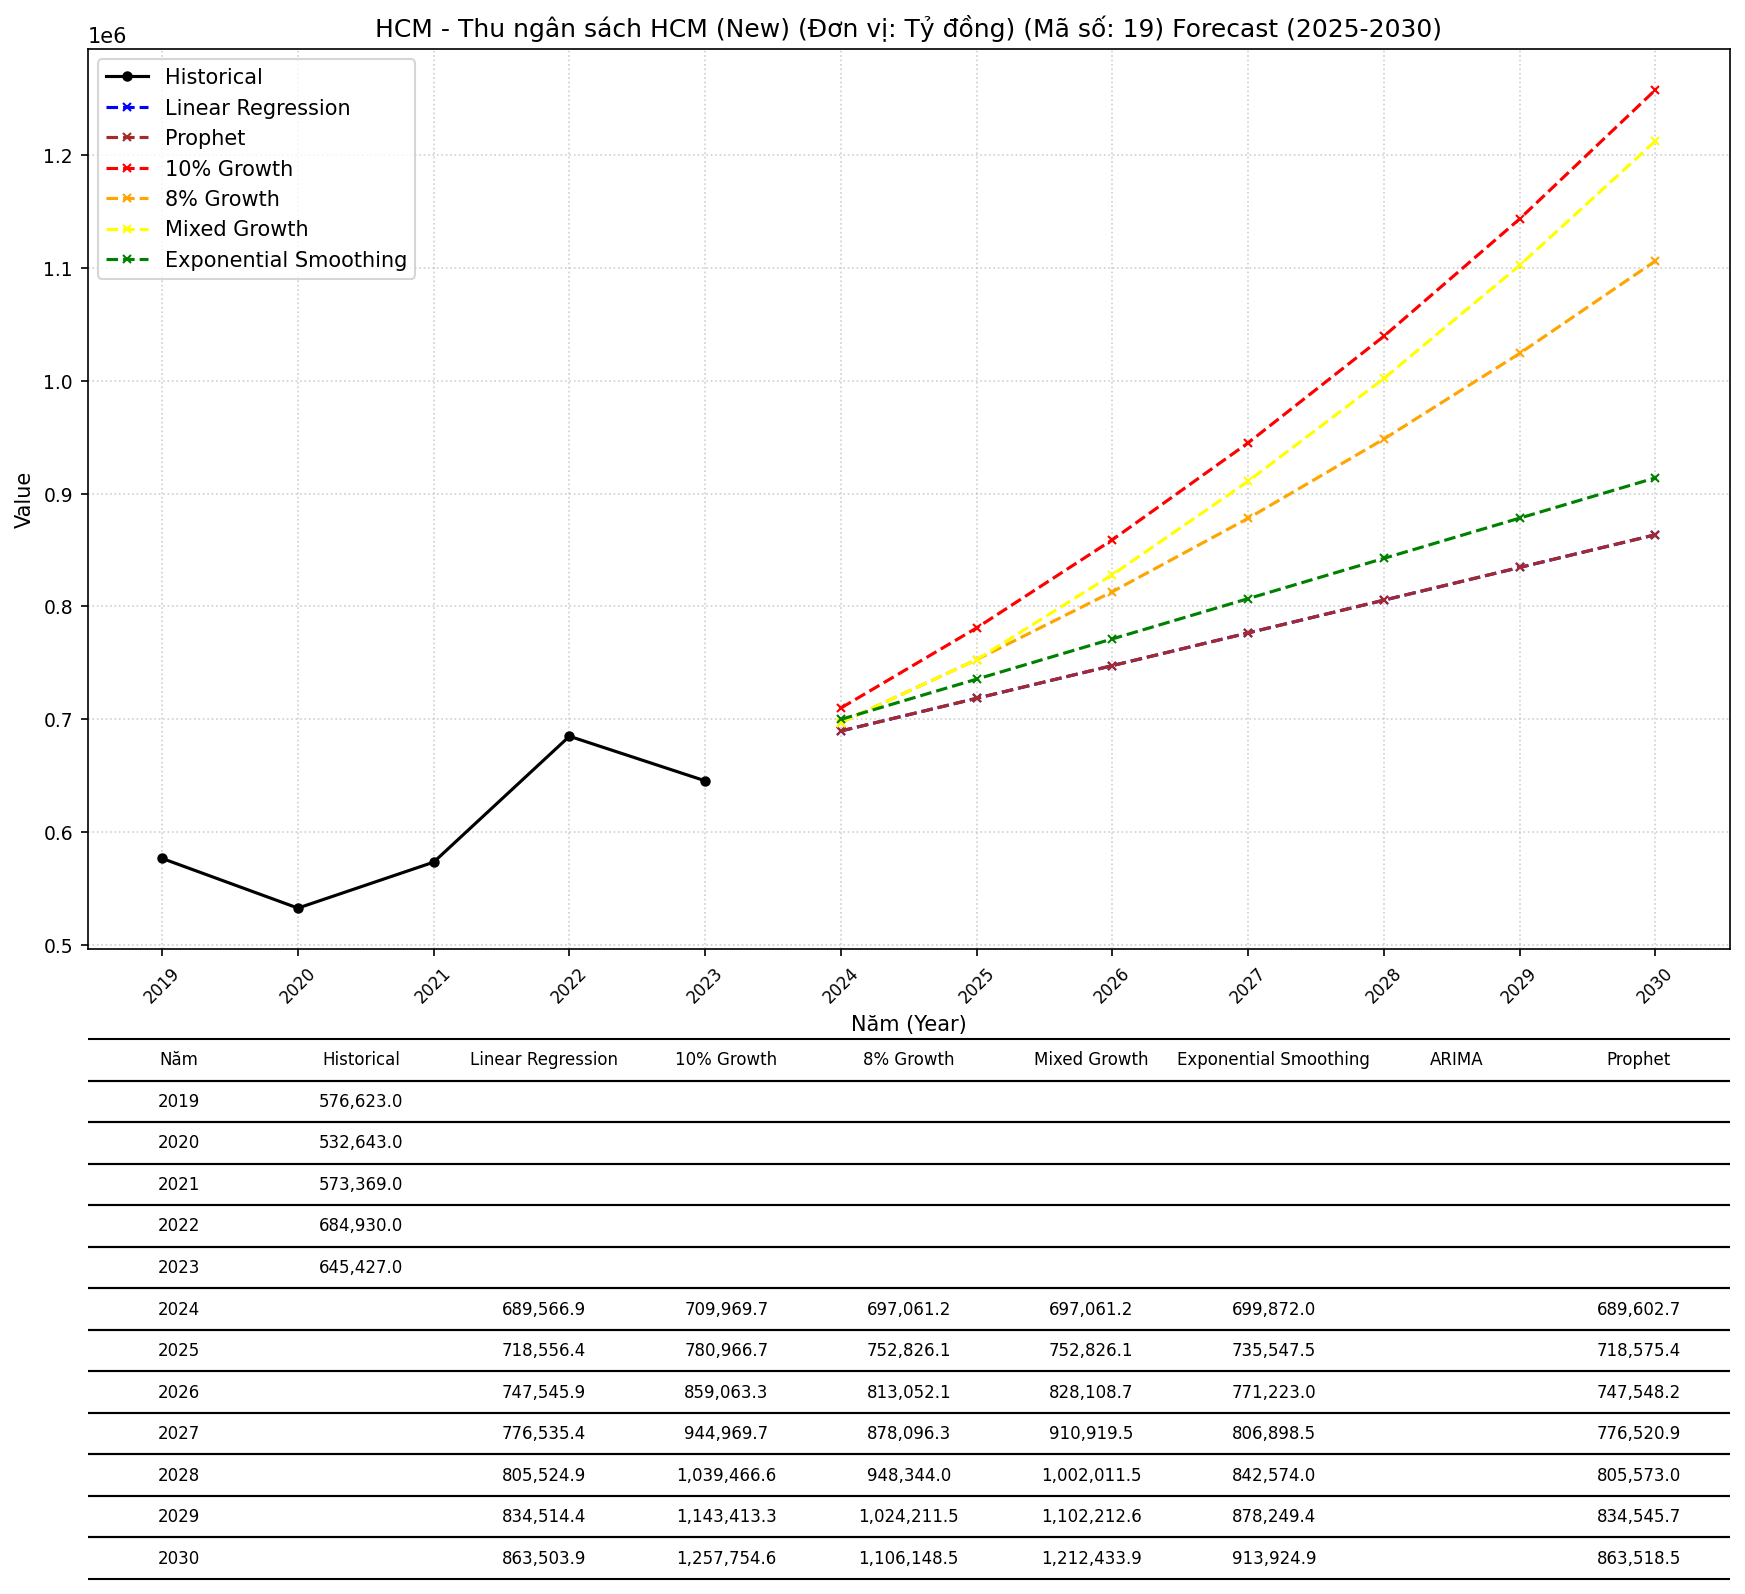 HCM - Thu ngân sách HCM (New) (Đơn vị: Tỷ đồng) (Mã số: 19) Forecast (2025-2030)
1e6
Historical
Linear Regression
Prophet
10% Growth
8% Growth
Mixed Growth
Exponential Smoothing
Value
1.2
1.1
1.0
0.9
0.8
0.7
0.6
0.5
2019 2020 2021 2022 2023 2024 2025 2026 2027 2028 2029 2030
Năm (Year)
Năm Historical Linear Regression 10% Growth 8% Growth Mixed Growth Exponential Smoothing ARIMA Prophet
2019 576,623.0
2020 532,643.0
2021 573,369.0
2022 684,930.0
2023 645,427.0
2024 689,566.9 709,969.7 697,061.2 697,061.2 699,872.0 689,602.7
2025 718,556.4 780,966.7 752,826.1 752,826.1 735,547.5 718,575.4
2026 747,545.9 859,063.3 813,052.1 828,108.7 771,223.0 747,548.2
2027 776,535.4 944,969.7 878,096.3 910,919.5 806,898.5 776,520.9
2028 805,524.9 1,039,466.6 948,344.0 1,002,011.5 842,574.0 805,573.0
2029 834,514.4 1,143,413.3 1,024,211.5 1,102,212.6 878,249.4 834,545.7
2030 863,503.9 1,257,754.6 1,106,148.5 1,212,433.9 913,924.9 863,518.5